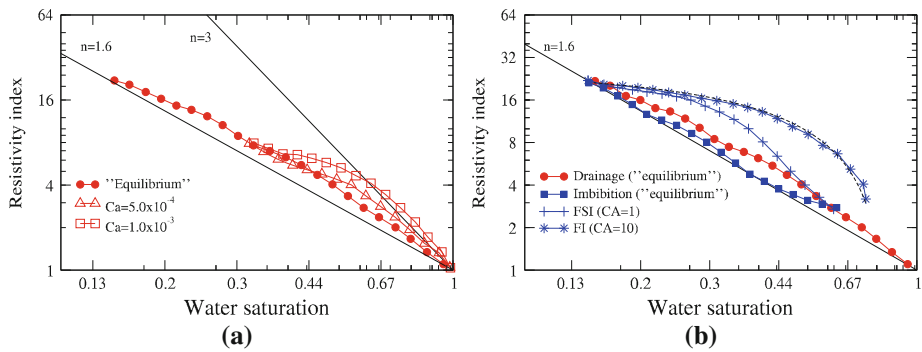 64
16
4
1
Resistivity index
n=1.6
n=3
''Equilibrium''
Ca=5.0x10⁻⁴
Ca=1.0x10⁻³
0.13 0.2 0.3 0.44 0.67 1
Water saturation
(a)
64
32
16
8
4
2
1
Resistivity index
n=1.6
Drainage (''equilibrium'')
Imbibition (''equilibrium'')
FSI (CA=1)
FI (CA=10)
0.13 0.2 0.3 0.44 0.67 1
Water saturation
(b)